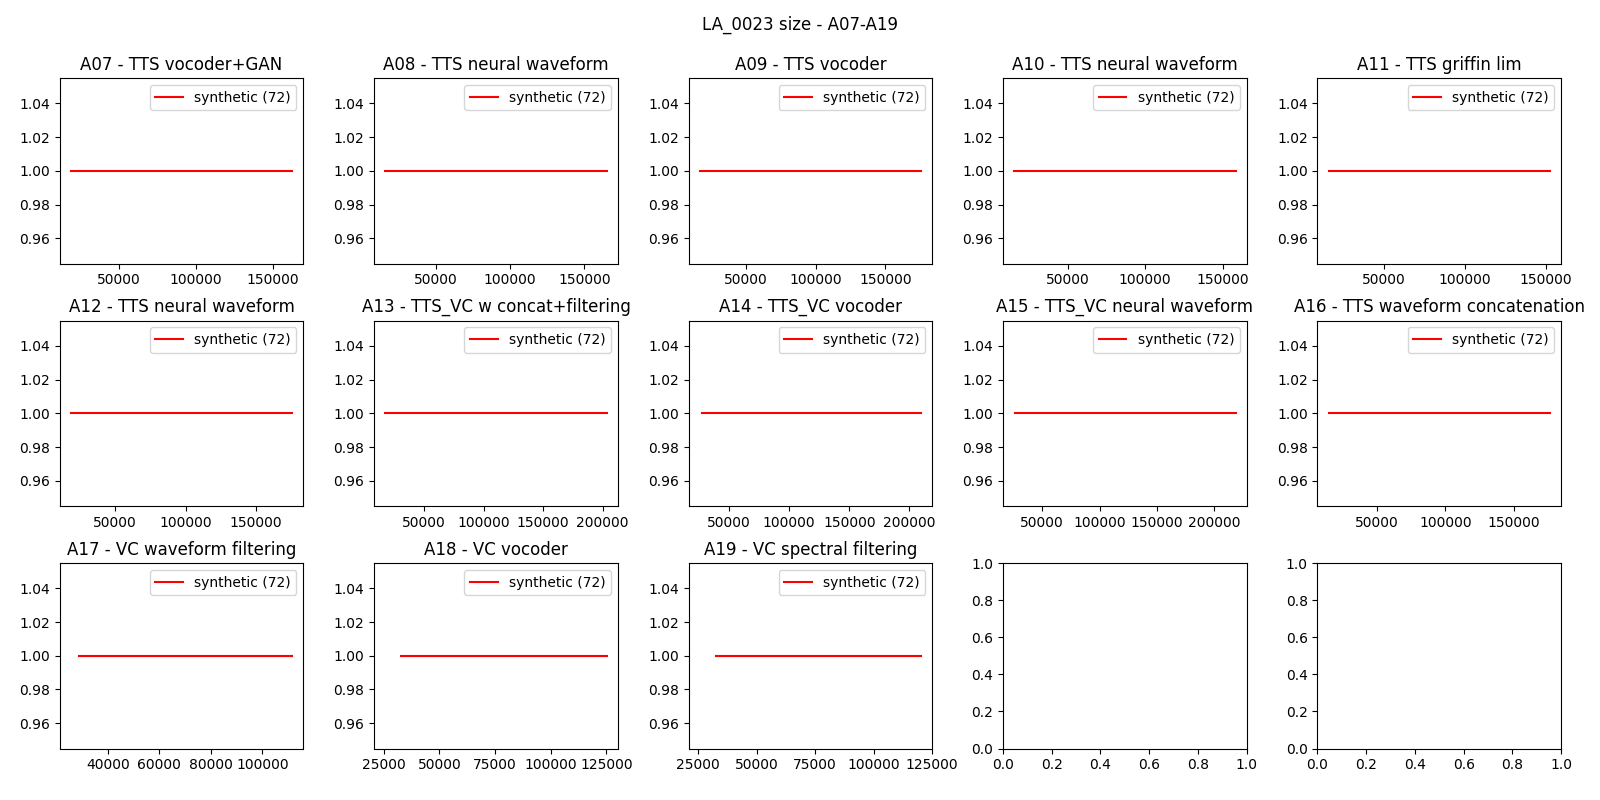 LA_0023 size - A07-A19
A07 - TTS vocoder+GAN
synthetic (72)
1.04
1.02
1.00
0.98
0.96
50000 100000 150000
A08 - TTS neural waveform
synthetic (72)
1.04
1.02
1.00
0.98
0.96
50000 100000 150000
A09 - TTS vocoder
synthetic (72)
1.04
1.02
1.00
0.98
0.96
50000 100000 150000
A10 - TTS neural waveform
synthetic (72)
1.04
1.02
1.00
0.98
0.96
50000 100000 150000
A11 - TTS griffin lim
synthetic (72)
1.04
1.02
1.00
0.98
0.96
50000 100000 150000
A12 - TTS neural waveform
synthetic (72)
1.04
1.02
1.00
0.98
0.96
50000 100000 150000
A13 - TTS_VC w concat+filtering
synthetic (72)
1.04
1.02
1.00
0.98
0.96
50000 100000 150000 200000
A14 - TTS_VC vocoder
synthetic (72)
1.04
1.02
1.00
0.98
0.96
50000 100000 150000 200000
A15 - TTS_VC neural waveform
synthetic (72)
1.04
1.02
1.00
0.98
0.96
50000 100000 150000 200000
A16 - TTS waveform concatenation
synthetic (72)
1.04
1.02
1.00
0.98
0.96
50000 100000 150000
A17 - VC waveform filtering
synthetic (72)
1.04
1.02
1.00
0.98
0.96
40000 60000 80000 100000
A18 - VC vocoder
synthetic (72)
1.04
1.02
1.00
0.98
0.96
25000 50000 75000 100000 125000
A19 - VC spectral filtering
synthetic (72)
1.04
1.02
1.00
0.98
0.96
25000 50000 75000 100000 125000
1.0
0.8
0.6
0.4
0.2
0.0
0.0 0.2 0.4 0.6 0.8 1.0
1.0
0.8
0.6
0.4
0.2
0.0
0.0 0.2 0.4 0.6 0.8 1.0